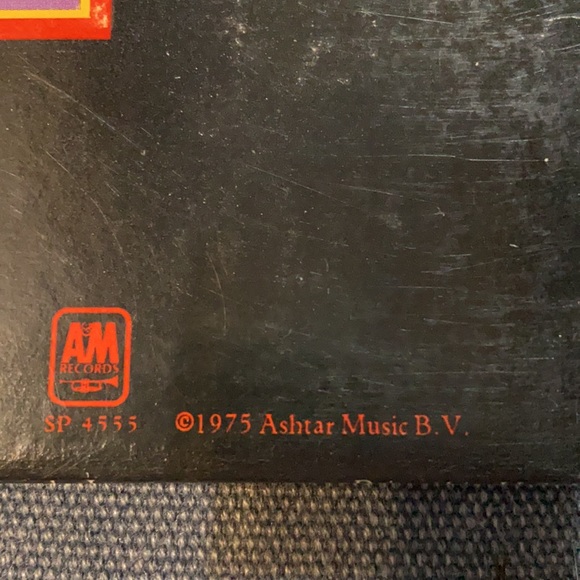 A&M
RECORDS
SP 4555 ©1975 Ashtar Music B.V.